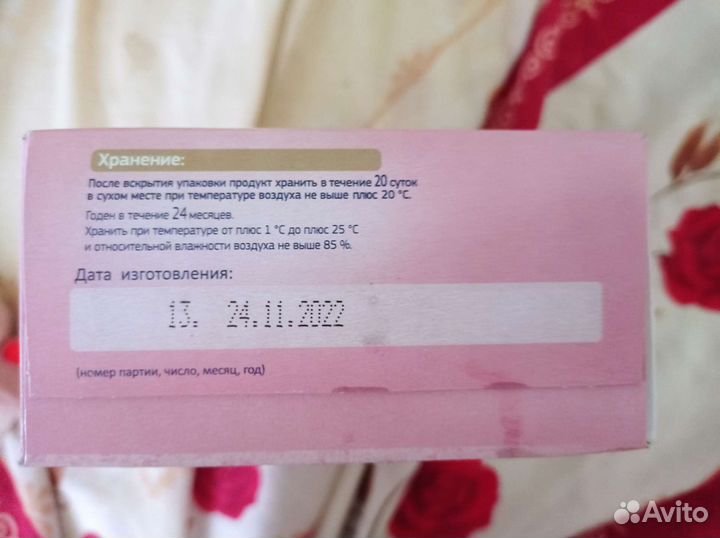 Хранение:
После вскрытия упаковки продукт хранить в течение 20 суток
в сухом месте при температуре воздуха не выше плюс 20 °С.
Годен в течение 24 месяцев.
Хранить при температуре от плюс 1 °С до плюс 25 °С
и относительной влажности воздуха не выше 85 %.
Дата изготовления:
13. 24.11.2022
(номер партии, число, месяц, год)
Avito